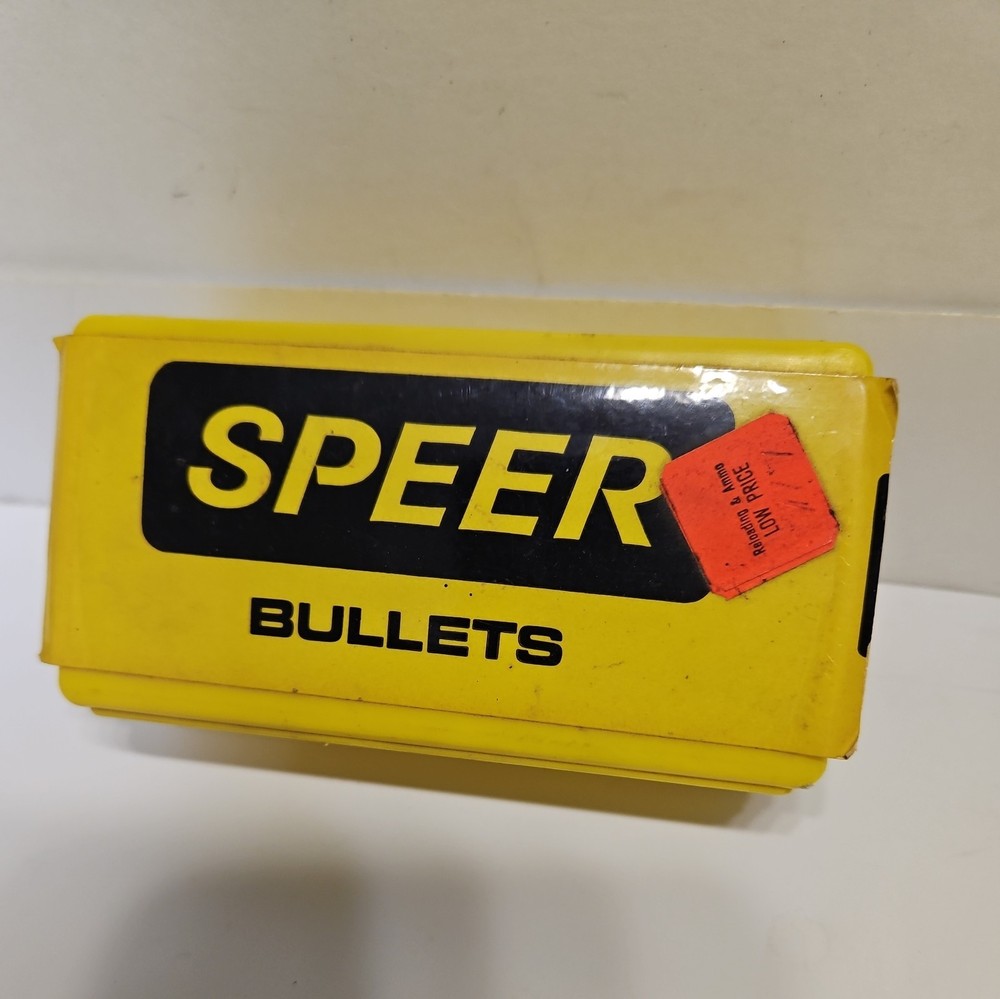 SPEER
BULLETS
Reloading & Ammo
LOW PRICE